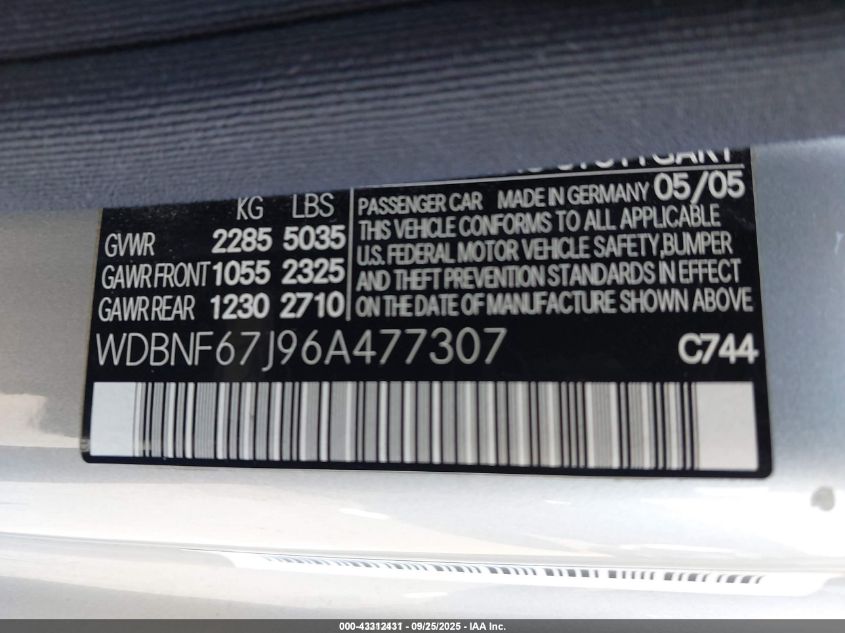 PASSENGER CAR MADE IN GERMANY 05/05
KG LBS
GVWR 2285 5035
GAWR FRONT 1055 2325
GAWR REAR 1230 2710
THIS VEHICLE CONFORMS TO ALL APPLICABLE
U.S. FEDERAL MOTOR VEHICLE SAFETY, BUMPER
AND THEFT PREVENTION STANDARDS IN EFFECT
ON THE DATE OF MANUFACTURE SHOWN ABOVE
WDBNF67J96A477307 C744
000-43312431 - 09/25/2025 - IAA Inc.